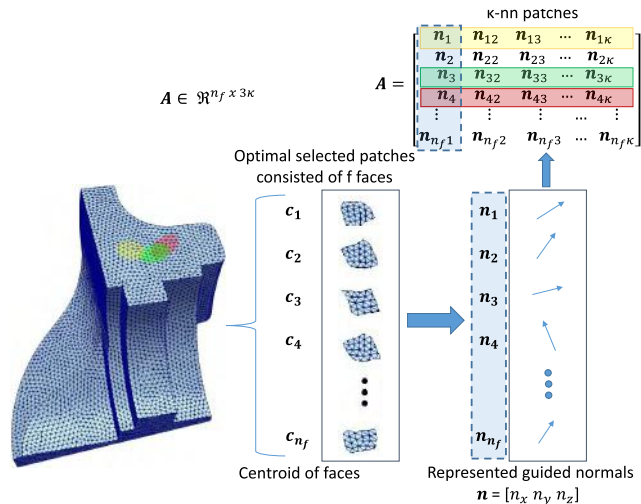 κ-nn patches
A ∈ ℜ^{n_f x 3κ}
A =
n_1 n_12 n_13 ... n_1κ
n_2 n_22 n_23 ... n_2κ
n_3 n_32 n_33 ... n_3κ
n_4 n_42 n_43 ... n_4κ
⋮ ⋮ ⋮ ... ⋮
n_{n_f1} n_{n_f2} n_{n_f3} ... n_{n_fκ}
Optimal selected patches
consisted of f faces
c_1
c_2
c_3
c_4
c_{n_f}
Centroid of faces
n_1
n_2
n_3
n_4
n_{n_f}
Represented guided normals
n = [n_x n_y n_z]